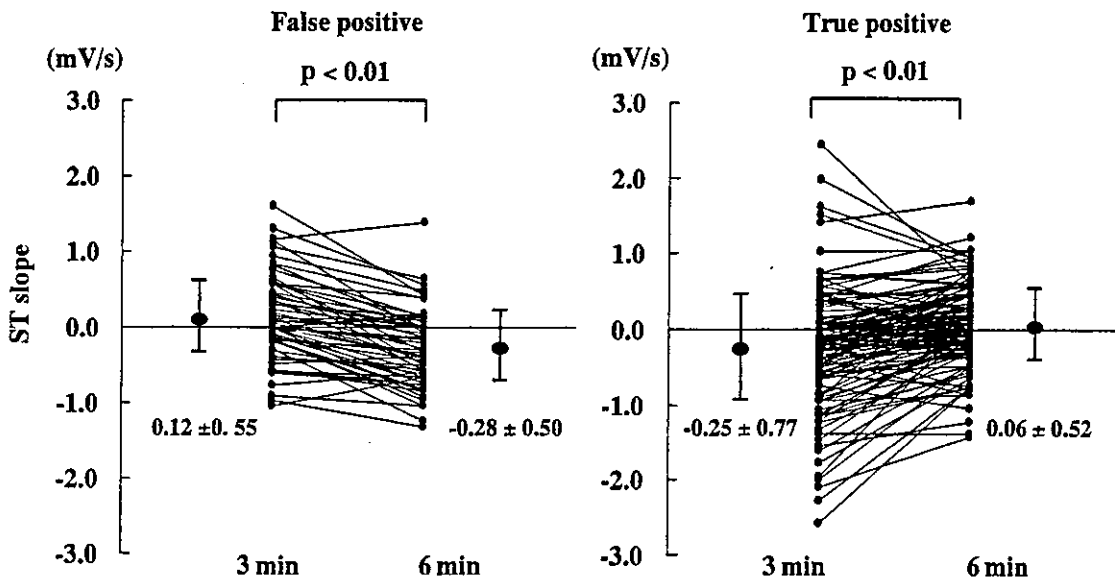 False positive
(mV/s)
p < 0.01
3.0
2.0
1.0
0.0
-1.0
-2.0
-3.0
ST slope
0.12 ±0. 55
-0.28 ± 0.50
3 min
6 min
True positive
(mV/s)
p < 0.01
3.0
2.0
1.0
0.0
-1.0
-2.0
-3.0
-0.25 ± 0.77
0.06 ± 0.52
3 min
6 min